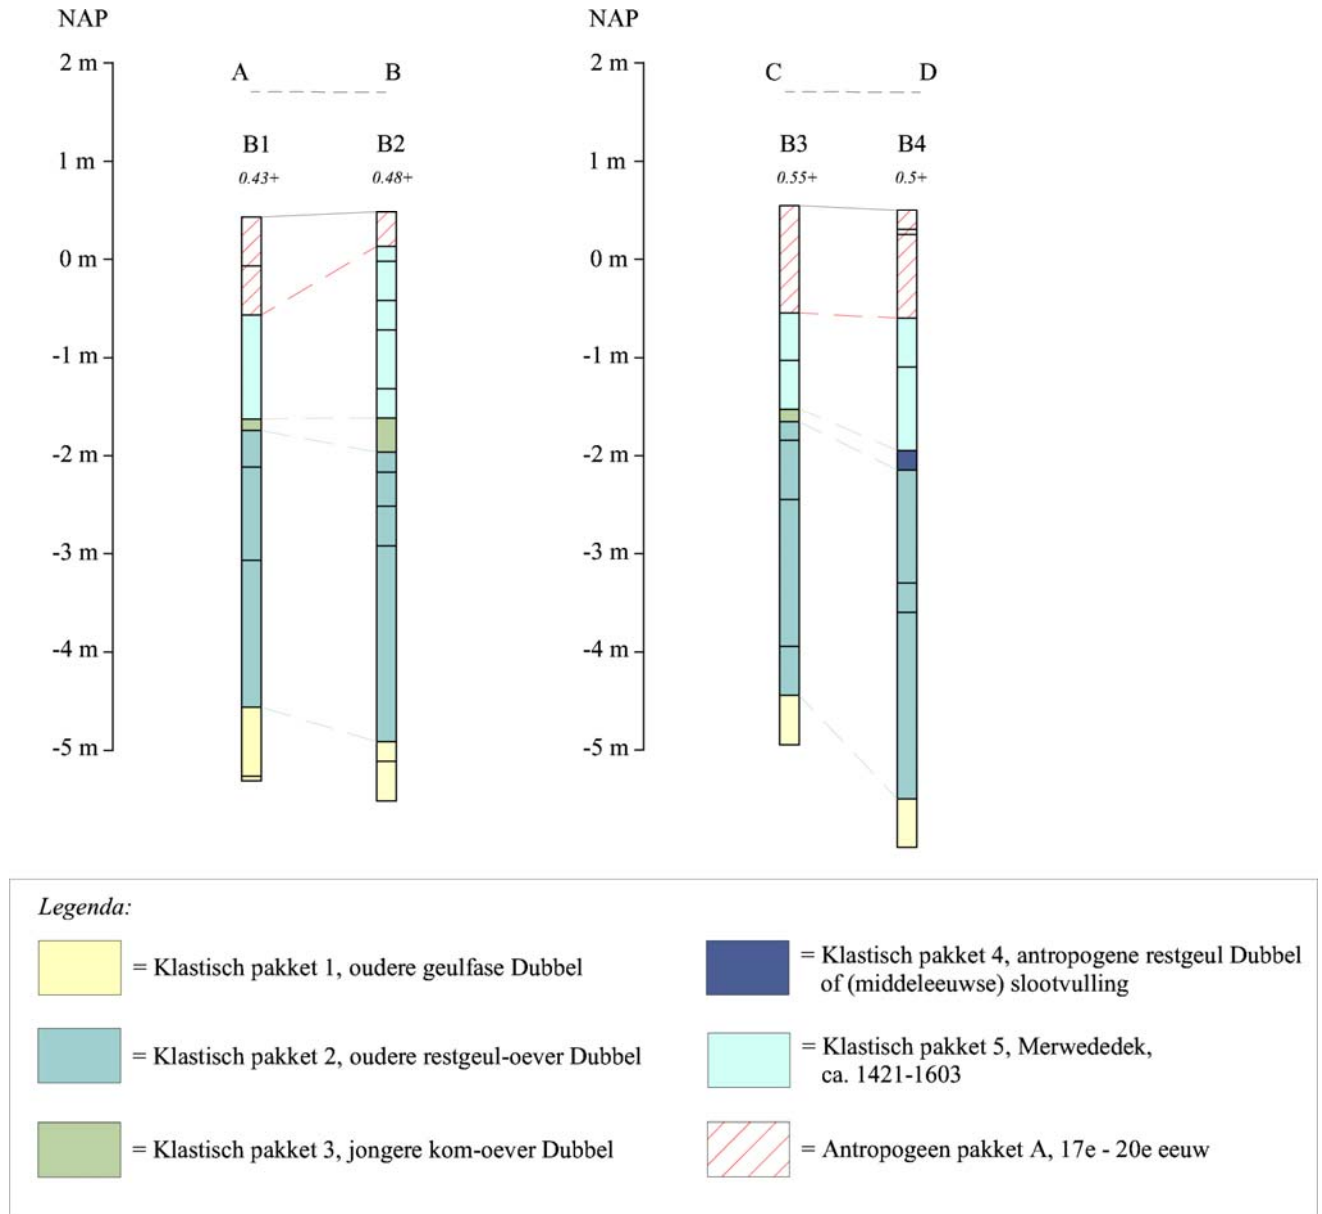 NAP
2 m
1 m
0 m
-1 m
-2 m
-3 m
-4 m
-5 m
A B
B1 B2
0.43+ 0.48+
NAP
2 m
1 m
0 m
-1 m
-2 m
-3 m
-4 m
-5 m
C D
B3 B4
0.55+ 0.5+
Legenda:
= Klastisch pakket 1, oudere geulfase Dubbel
= Klastisch pakket 2, oudere restgeul-oever Dubbel
= Klastisch pakket 3, jongere kom-oever Dubbel
= Klastisch pakket 4, antropogene restgeul Dubbel
of (middeleeuwse) slootvulling
= Klastisch pakket 5, Merwededek,
ca. 1421-1603
= Antropogeen pakket A, 17e - 20e eeuw